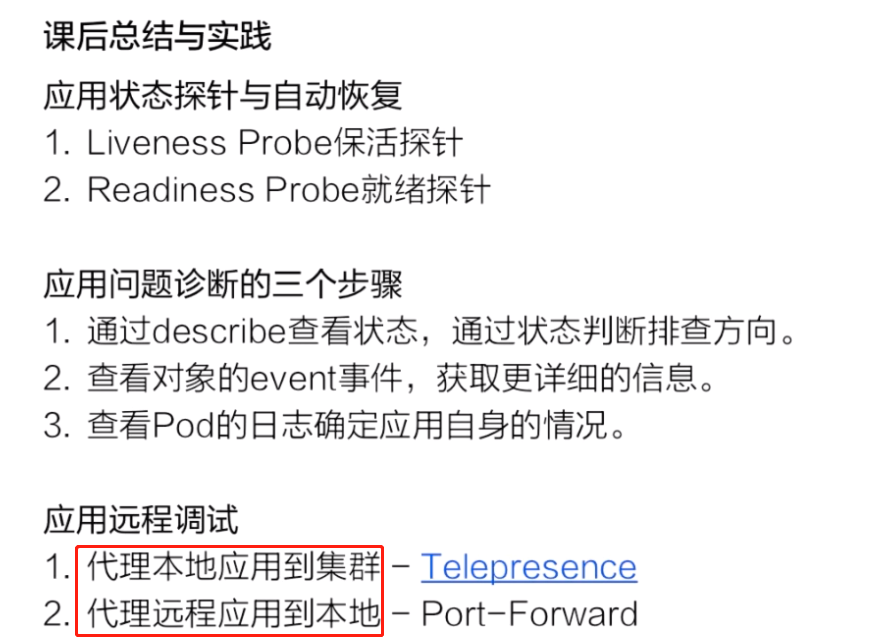 课后总结与实践
应用状态探针与自动恢复
1. Liveness Probe保活探针
2. Readiness Probe就绪探针
应用问题诊断的三个步骤
1. 通过describe查看状态，通过状态判断排查方向。
2. 查看对象的event事件，获取更详细的信息。
3. 查看Pod的日志确定应用自身的情况。
应用远程调试
1. 代理本地应用到集群 – Telepresence
2. 代理远程应用到本地 – Port–Forward